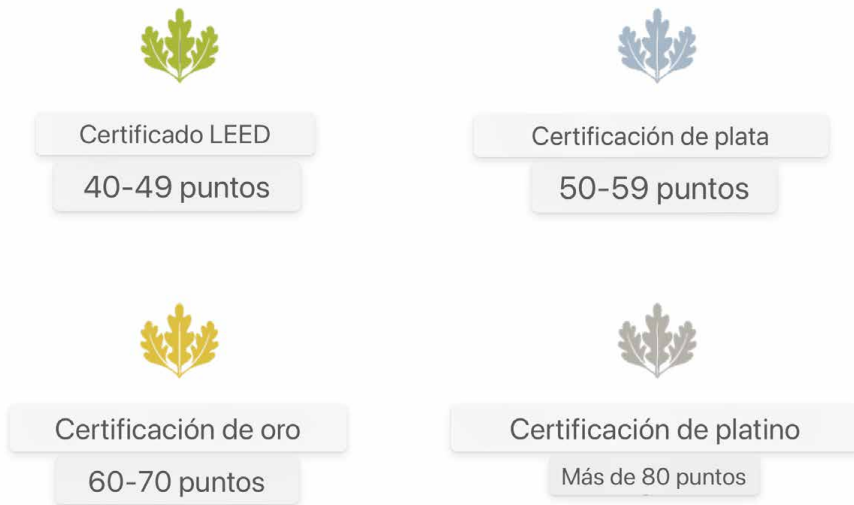 Certificado LEED
40-49 puntos
Certificación de plata
50-59 puntos
Certificación de oro
60-70 puntos
Certificación de platino
Más de 80 puntos